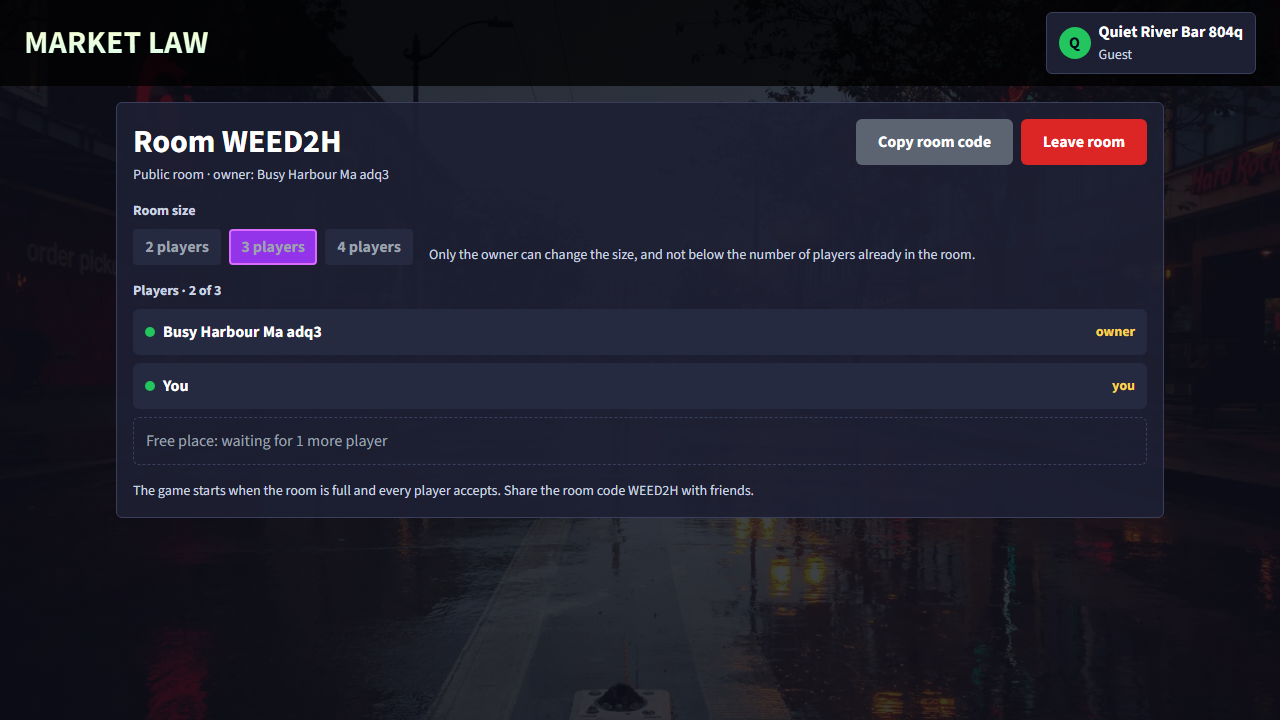 MARKET LAW
Q
Quiet River Bar 804q
Guest
Room WEED2H
Copy room code
Leave room
Public room · owner: Busy Harbour Ma adq3
Room size
2 players
3 players
4 players
Only the owner can change the size, and not below the number of players already in the room.
order picku
Hard Rock
Players · 2 of 3
Busy Harbour Ma adq3
owner
You
you
Free place: waiting for 1 more player
The game starts when the room is full and every player accepts. Share the room code WEED2H with friends.